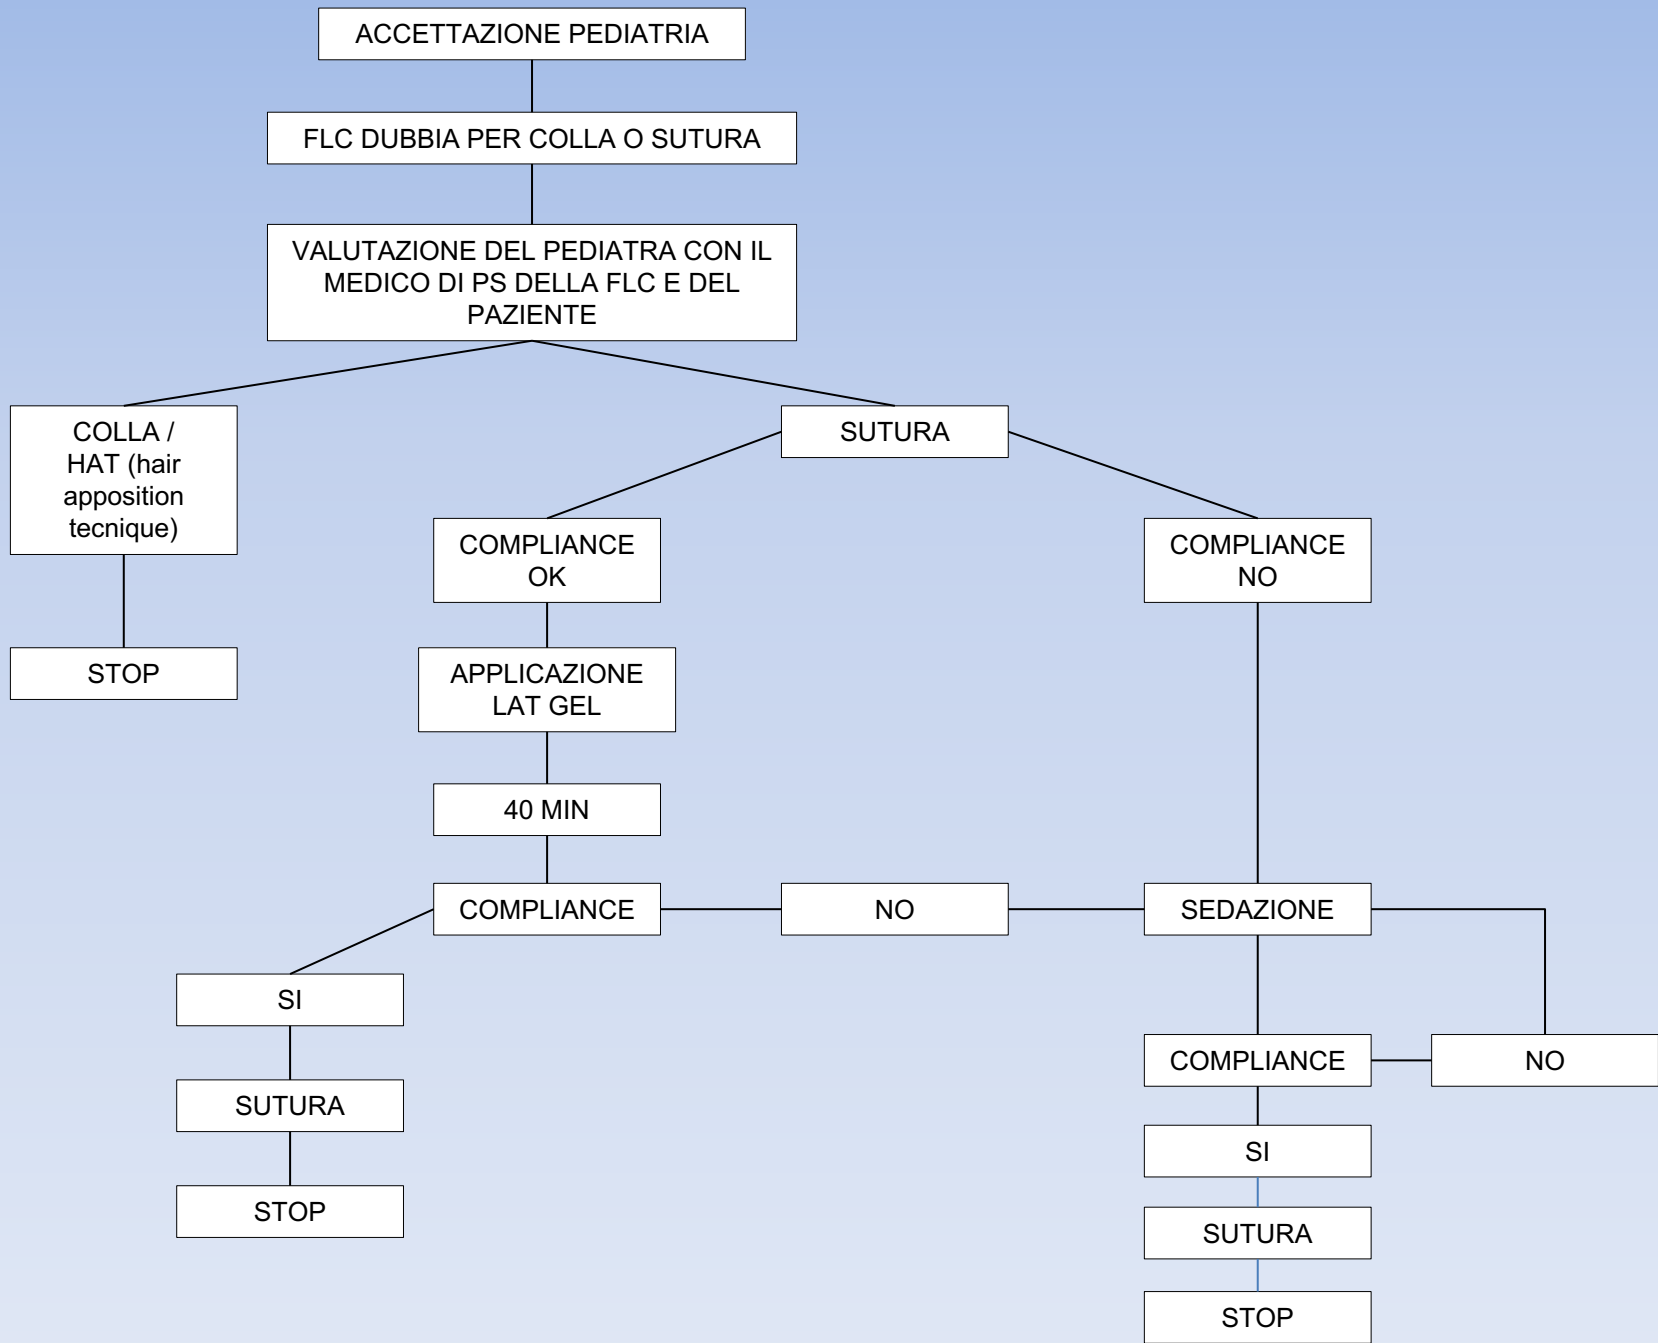 ACCETTAZIONE PEDIATRIA
FLC DUBBIA PER COLLA O SUTURA
VALUTAZIONE DEL PEDIATRA CON IL
MEDICO DI PS DELLA FLC E DEL
PAZIENTE
COLLA /
HAT (hair
apposition
tecnique)
STOP
SUTURA
COMPLIANCE
OK
APPLICAZIONE
LAT GEL
40 MIN
COMPLIANCE
SI
SUTURA
STOP
NO
COMPLIANCE
NO
SEDAZIONE
COMPLIANCE
NO
SI
SUTURA
STOP